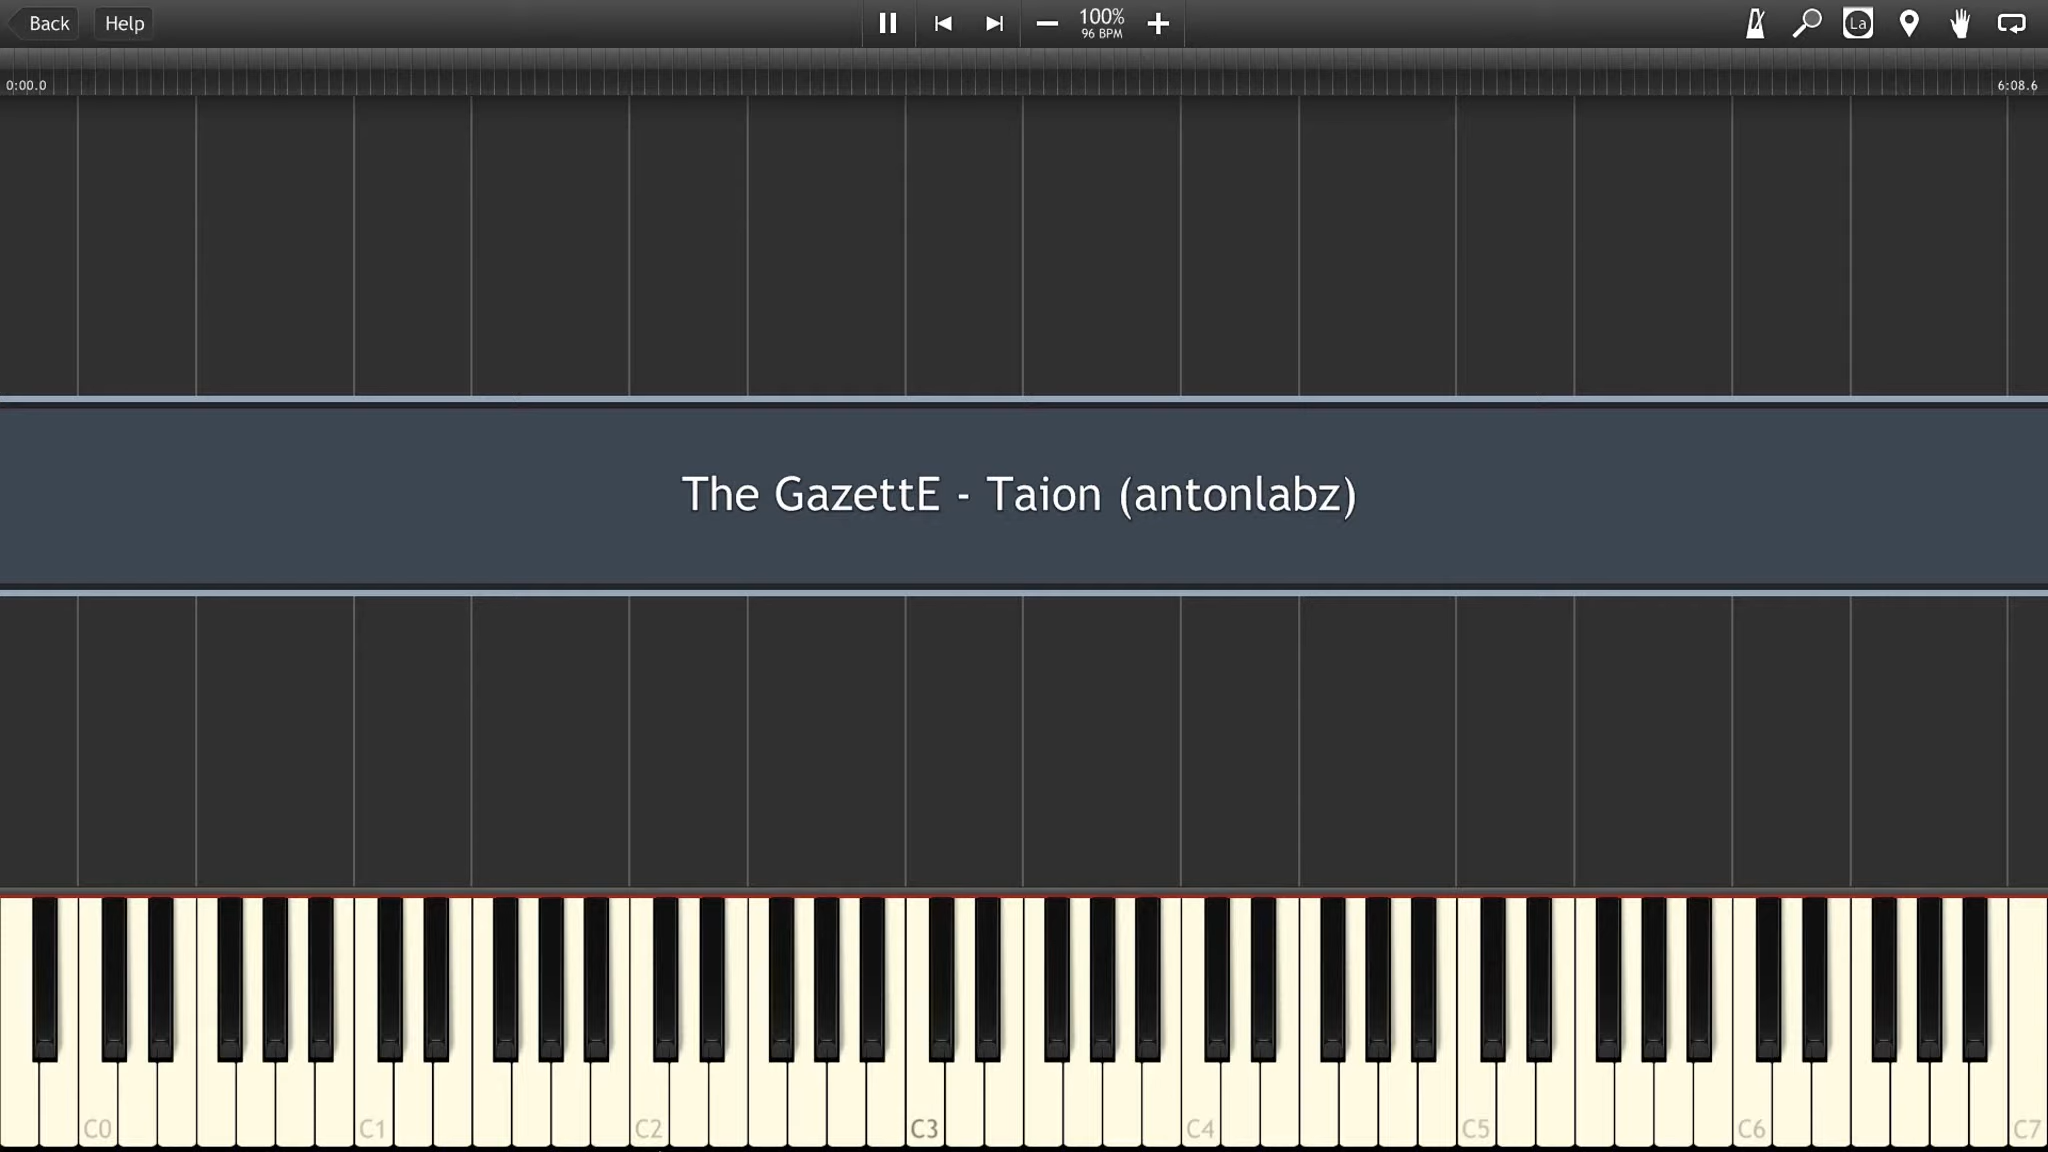 Back
Help
100%
96 BPM
La
0:00.0
6:08.6
The GazettE - Taion (antonlabz)
C0
C1
C2
C3
C4
C5
C6
C7